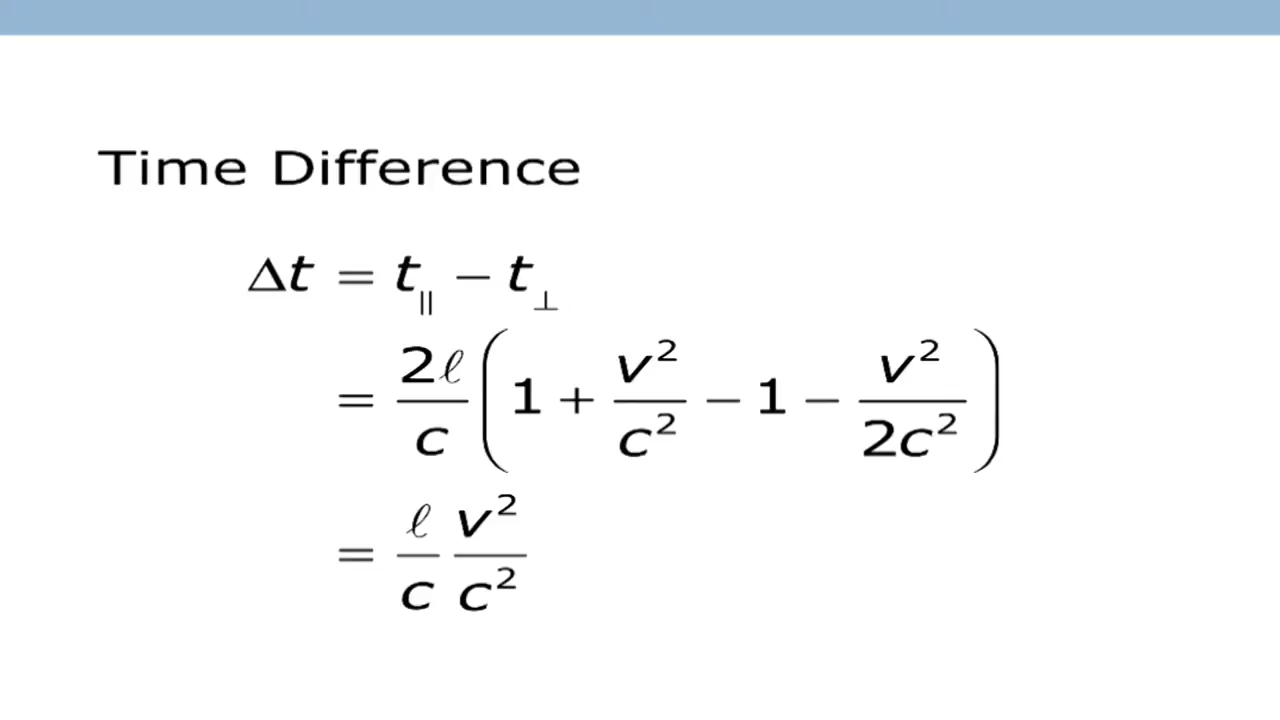 Time Difference
Δt = t∥ − t⊥
= 2ℓ/c (1 + v²/c² − 1 − v²/2c²)
= ℓ/c v²/c²